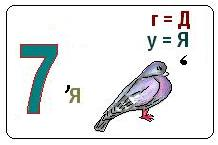 г = Д
у = Я
7 'Я ‘